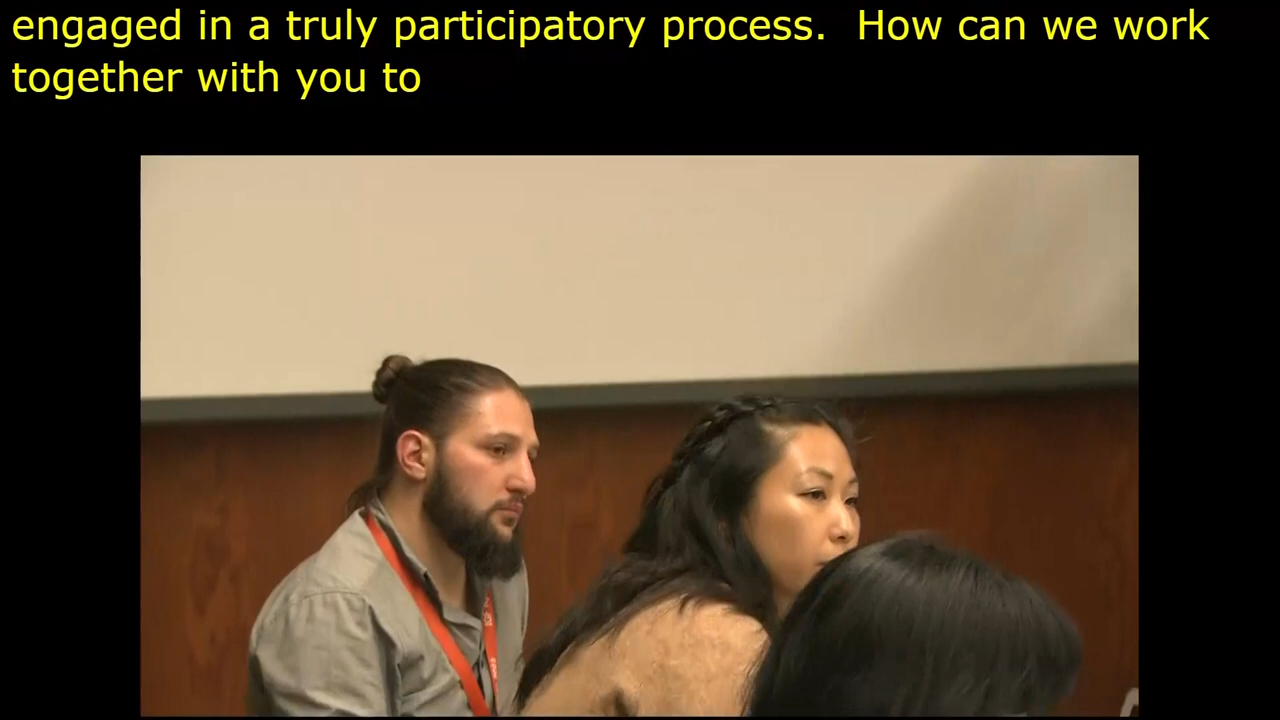 engaged in a truly participatory process.  How can we work
together with you to